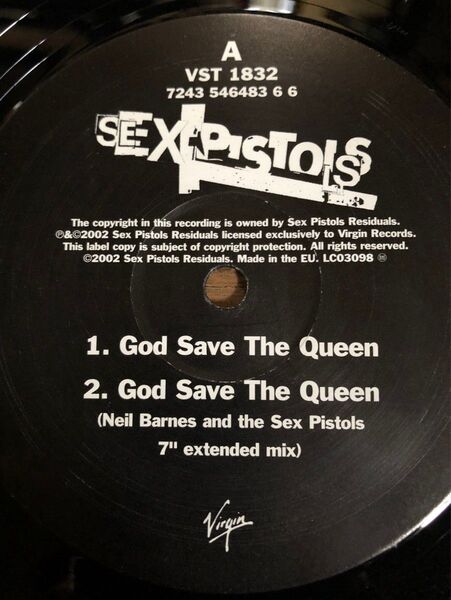 A
VST 1832
7243 546483 6 6
SEX PISTOLS
The copyright in this recording is owned by Sex Pistols Residuals.
℗&©2002 Sex Pistols Residuals licensed exclusively to Virgin Records.
This label copy is subject of copyright protection. All rights reserved.
©2002 Sex Pistols Residuals. Made in the EU. LC03098
1. God Save The Queen
2. God Save The Queen
(Neil Barnes and the Sex Pistols
7" extended mix)
Virgin